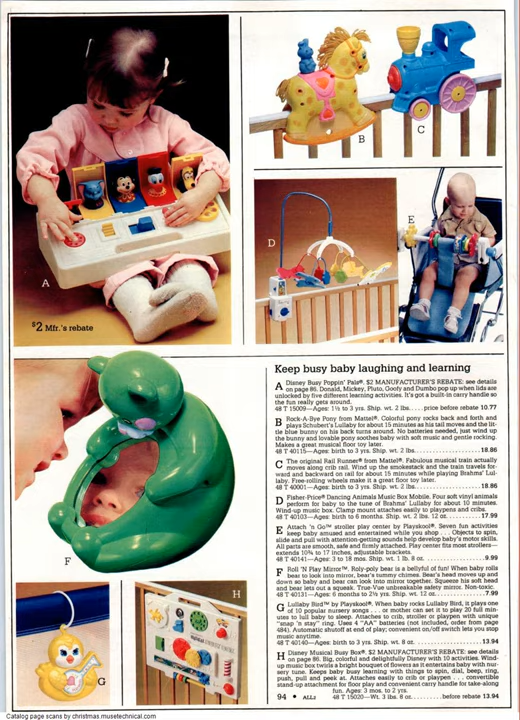 B
C
D
E
A
$2 Mfr.'s rebate
F
G
H
Keep busy baby laughing and learning
A Disney Busy Poppin' Pals®. $2 MANUFACTURER'S REBATE: see details
on page 86. Donald, Mickey, Pluto, Goofy and Dumbo pop up when lids are
unlocked by five different learning activities. It's got a built-in carry handle so
the fun really gets around.
48 T 15009—Ages: 1½ to 3 yrs. Ship. wt. 2 lbs. . . . . price before rebate 10.77
B Rock-A-Bye Pony from Mattel®. Colorful pony rocks back and forth and
plays Schubert's Lullaby for about 15 minutes as his tail moves and the lit-
tle blue bunny on his back turns around. No batteries needed, just wind up
the bunny and lovable pony soothes baby with soft music and gentle rocking.
Makes a great musical floor toy later.
48 T 40115—Ages: birth to 3 yrs. Ship. wt. 2 lbs. . . . 18.86
C The original Rail Runner® from Mattel®. Fabulous musical train actually
moves along crib rail. Wind up the smokestack and the train travels for-
ward and backward on rail for about 15 minutes while playing Brahms' Lul-
laby. Free-rolling wheels make it a great floor toy later.
48 T 40001—Ages: birth to 3 yrs. Ship. wt. 2 lbs. . . . 18.86
D Fisher-Price® Dancing Animals Music Box Mobile. Four soft vinyl animals
perform for baby to the tune of Brahms' Lullaby for about 10 minutes.
Wind-up music box. Clamp mount attaches easily to playpens and cribs.
48 T 40103—Ages: birth to 6 months. Ship. wt. 2 lbs. 12 oz. . . . 17.99
E Attach 'n Go™ stroller play center by Playskool®. Seven fun activities
keep baby amused and entertained while you shop . . . Objects to spin,
slide and pull with attention-getting sounds help develop baby's motor skills.
All parts are smooth, safe and firmly attached. Play center fits most strollers—
extends 10¾ to 17 inches, adjustable brackets.
48 T 40141—Ages: 3 to 18 mos. Ship. wt. 1 lb. 8 oz. . . . 9.99
F Roll 'N Play Mirror™. Roly-poly bear is a bellyful of fun! When baby rolls
bear to look into mirror, bear's tummy chimes. Bear's head moves up and
down so baby and bear can look into mirror together. Squeeze his soft head
and bear lets out a squeak. True-Vue unbreakable safety mirror. Non-toxic.
48 T 40131—Ages: 6 months to 2½ yrs. Ship. wt. 12 oz. . . . 7.99
G Lullaby Bird™ by Playskool®. When baby rocks Lullaby Bird, it plays one
of 10 popular nursery songs . . . or mother can set it to play 20 full min-
utes to lull baby to sleep. Attaches to crib, stroller or playpen with unique
"snap 'n stay" ring. Uses 4 "AA" batteries (not included, order from page
484). Automatic shutoff at end of play; convenient on/off switch lets you stop
music anytime.
48 T 40140—Ages: birth to 3 yrs. Ship. wt. 8 oz. . . . 13.94
H Disney Musical Busy Box®. $2 MANUFACTURER'S REBATE: see details
on page 86. Big, colorful and delightfully Disney with 10 activities. Wind-
up music box twirls a bright bouquet of flowers as it entertains baby with nur-
sery tune. Keeps baby busy learning with things to spin, dial, beep, ring,
push, pull and peek at. Attaches easily to crib or playpen . . . convertible
stand-up attachment for floor play and convenient carry handle for take-along
fun. Ages: 3 mos. to 2 yrs.
48 T 15020—Wt. 3 lbs. 8 oz. . . . before rebate 13.94
94 • ALLz
Catalog page scans by christmas.musetechnical.com